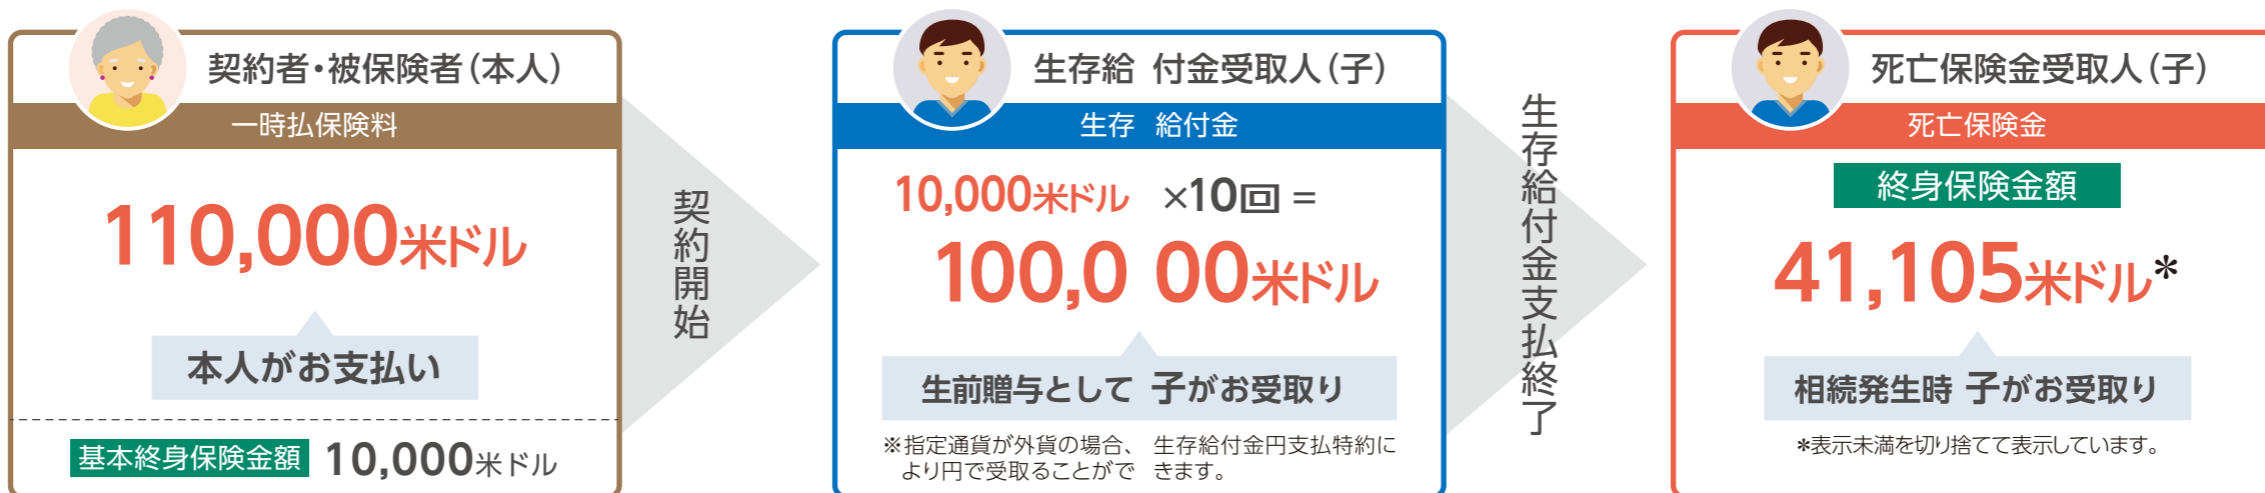 契約者・被保険者(本人)
一時払保険料
110,000米ドル
本人がお支払い
基本終身保険金額 10,000米ドル
契約開始
生存給 付金受取人(子)
生存 給付金
10,000米ドル ×10回 =
100,0 00米ドル
生前贈与として 子がお受取り
※指定通貨が外貨の場合、 生存給付金円支払特約に
より円で受取ることがで きます。
生存給付金支払終了
死亡保険金受取人(子)
死亡保険金
終身保険金額
41,105米ドル*
相続発生時 子がお受取り
*表示未満を切り捨てて表示しています。